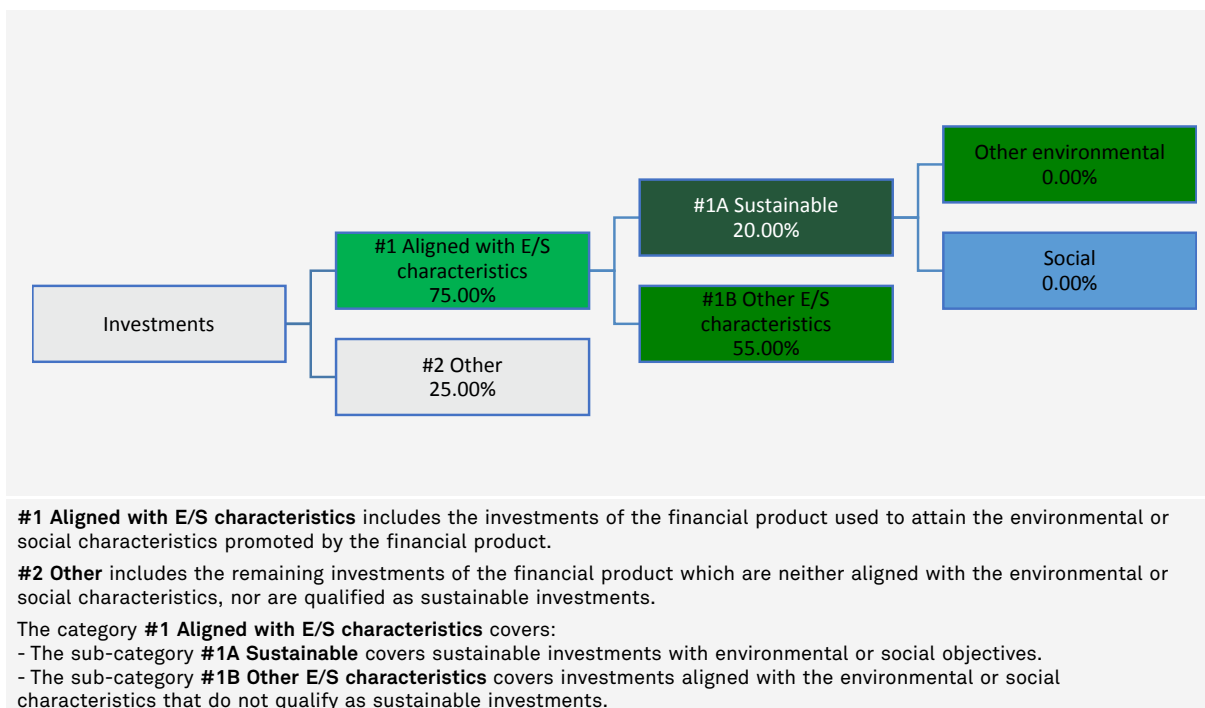 Investments
#1 Aligned with E/S
characteristics
75.00%
#2 Other
25.00%
#1A Sustainable
20.00%
#1B Other E/S
characteristics
55.00%
Other environmental
0.00%
Social
0.00%
#1 Aligned with E/S characteristics includes the investments of the financial product used to attain the environmental or
social characteristics promoted by the financial product.
#2 Other includes the remaining investments of the financial product which are neither aligned with the environmental or
social characteristics, nor are qualified as sustainable investments.
The category #1 Aligned with E/S characteristics covers:
- The sub-category #1A Sustainable covers sustainable investments with environmental or social objectives.
- The sub-category #1B Other E/S characteristics covers investments aligned with the environmental or social
characteristics that do not qualify as sustainable investments.